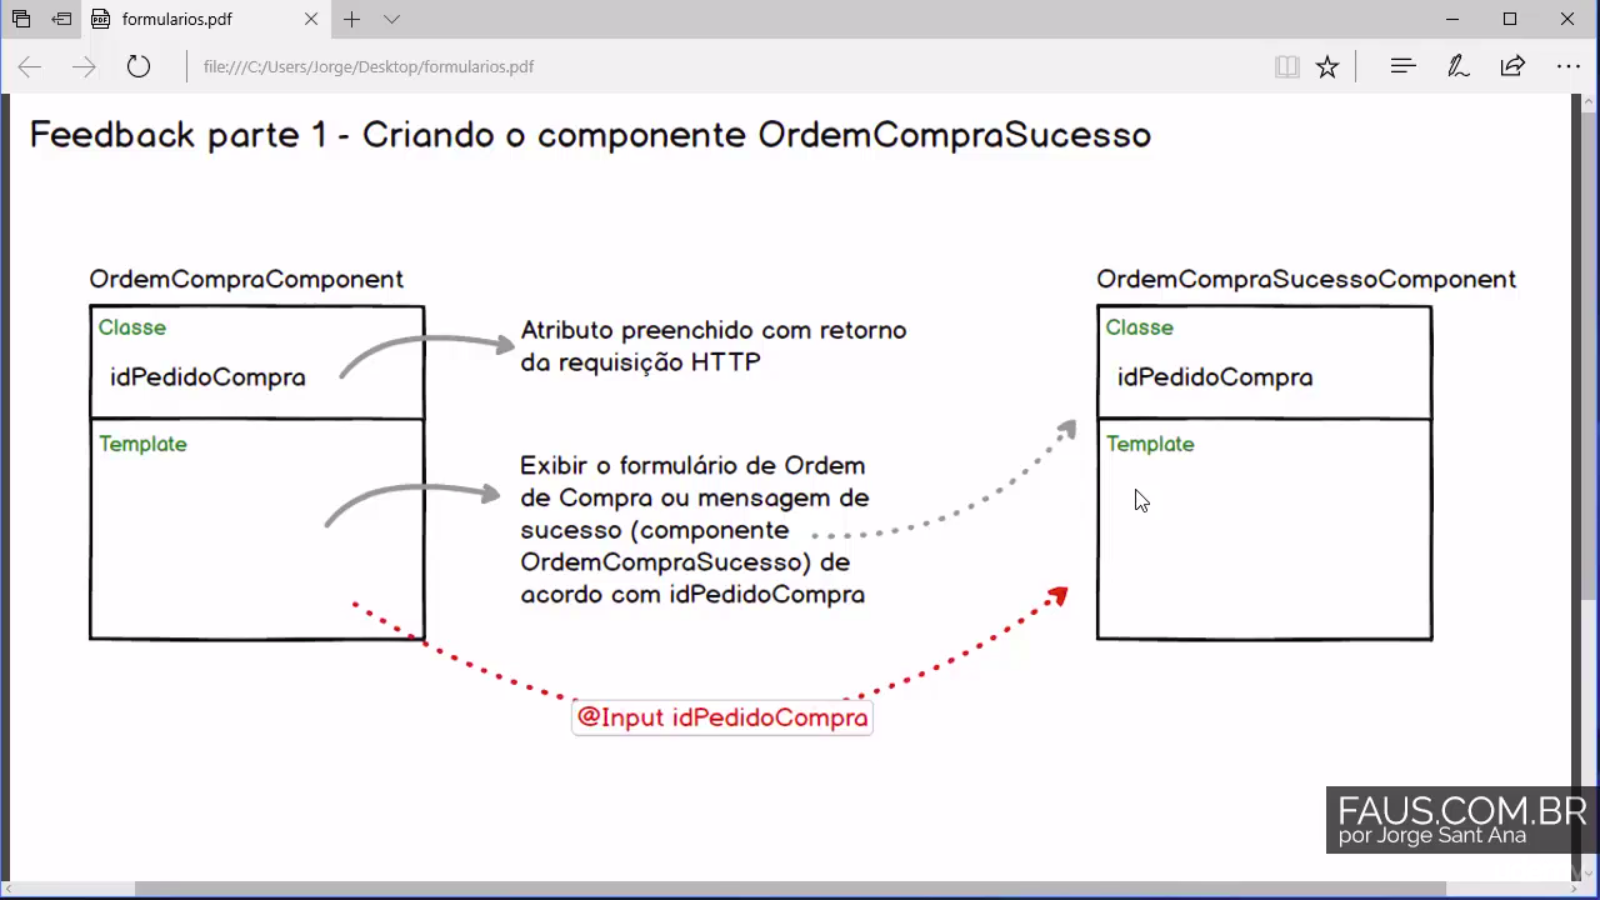 formularios.pdf
file:///C:/Users/Jorge/Desktop/formularios.pdf
Feedback parte 1 - Criando o componente OrdemCompraSucesso
OrdemCompraComponent
Classe
idPedidoCompra
Template
Atributo preenchido com retorno
da requisição HTTP
Exibir o formulário de Ordem
de Compra ou mensagem de
sucesso (componente
OrdemCompraSucesso) de
acordo com idPedidoCompra
@Input idPedidoCompra
OrdemCompraSucessoComponent
Classe
idPedidoCompra
Template
FAUS.COM.BR
por Jorge Sant Ana